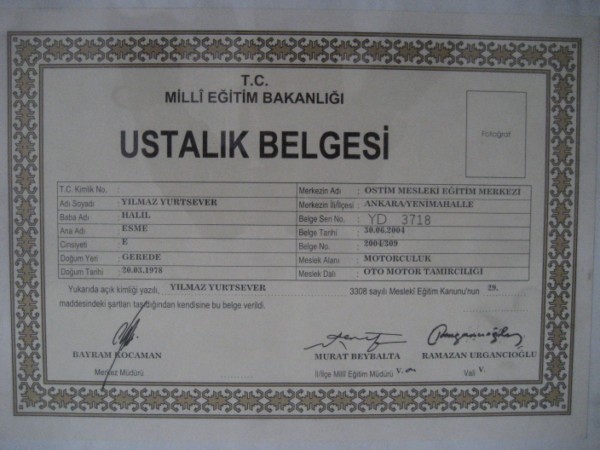 T.C.
MİLLÎ EĞİTİM BAKANLIĞI
USTALIK BELGESİ
Fotoğraf
T.C. Kimlik No. :
Adı Soyadı : YILMAZ YURTSEVER
Baba Adı : HALİL
Ana Adı : ESME
Cinsiyeti : E
Doğum Yeri : GEREDE
Doğum Tarihi : 20.03.1978
Merkezin Adı : OSTİM MESLEKİ EĞİTİM MERKEZİ
Merkezin İli/İlçesi : ANKARA/YENİMAHALLE
Belge Seri No. : YD 3718
Belge Tarihi : 30.06.2004
Belge No. : 2004/309
Meslek Alanı : MOTORCULUK
Meslek Dalı : OTO MOTOR TAMİRCİLİĞİ
Yukarıda açık kimliği yazılı, YILMAZ YURTSEVER 3308 sayılı Meslekî Eğitim Kanunu'nun 29.
maddesindeki şartları taşıdığından kendisine bu belge verildi.
BAYRAM KOCAMAN
Merkez Müdürü
MURAT BEYBALTA
İl/İlçe Millî Eğitim Müdürü V.
RAMAZAN URGANCIOĞLU
Vali V.